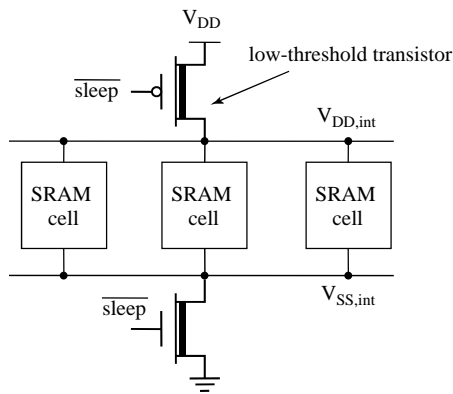 V_DD
low-threshold transistor
sleep
V_DD,int
SRAM cell
SRAM cell
SRAM cell
sleep
V_SS,int